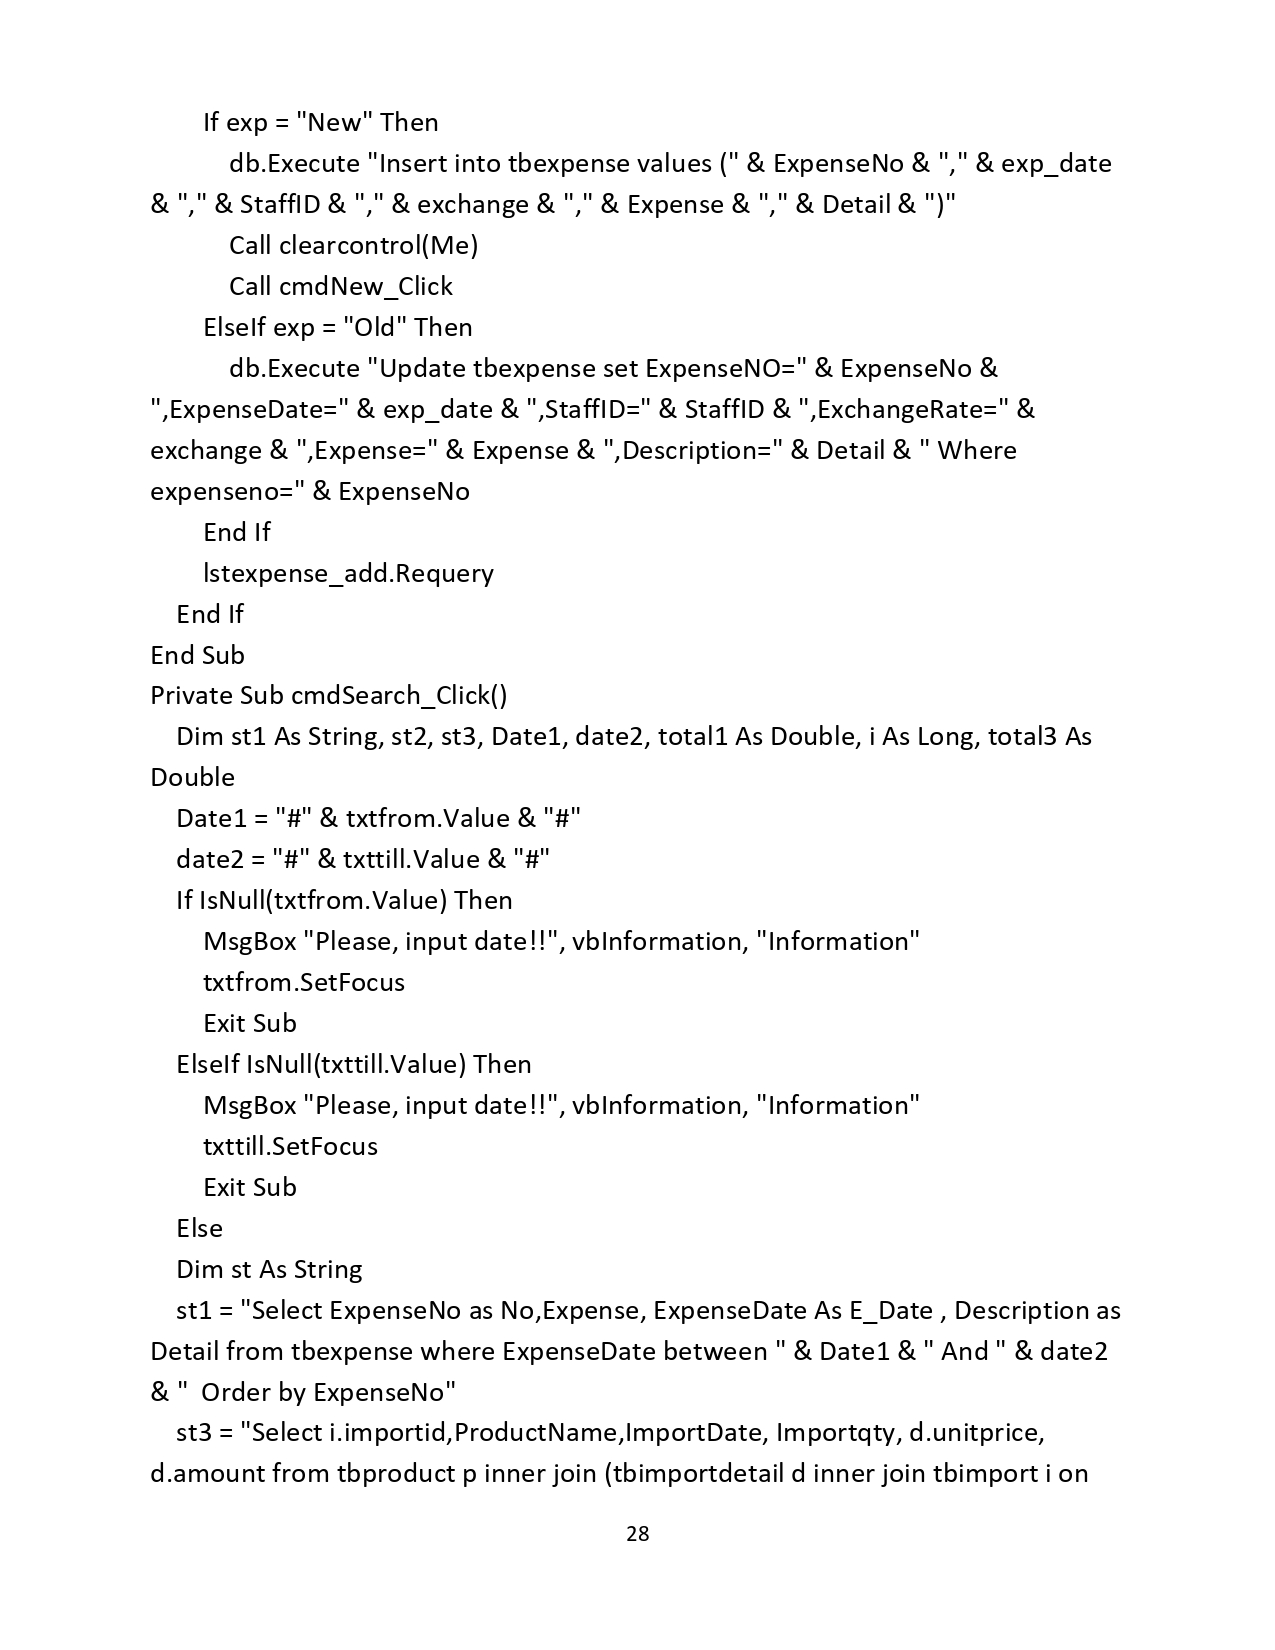 If exp = "New" Then
db.Execute "Insert into tbexpense values (" & ExpenseNo & "," & exp_date
& "," & StaffID & "," & exchange & "," & Expense & "," & Detail & ")"
Call clearcontrol(Me)
Call cmdNew_Click
ElseIf exp = "Old" Then
db.Execute "Update tbexpense set ExpenseNO=" & ExpenseNo &
",ExpenseDate=" & exp_date & ",StaffID=" & StaffID & ",ExchangeRate=" &
exchange & ",Expense=" & Expense & ",Description=" & Detail & " Where
expenseno=" & ExpenseNo
End If
lstexpense_add.Requery
End If
End Sub
Private Sub cmdSearch_Click()
Dim st1 As String, st2, st3, Date1, date2, total1 As Double, i As Long, total3 As
Double
Date1 = "#" & txtfrom.Value & "#"
date2 = "#" & txttill.Value & "#"
If IsNull(txtfrom.Value) Then
MsgBox "Please, input date!!", vbInformation, "Information"
txtfrom.SetFocus
Exit Sub
ElseIf IsNull(txttill.Value) Then
MsgBox "Please, input date!!", vbInformation, "Information"
txttill.SetFocus
Exit Sub
Else
Dim st As String
st1 = "Select ExpenseNo as No,Expense, ExpenseDate As E_Date , Description as
Detail from tbexpense where ExpenseDate between " & Date1 & " And " & date2
& "  Order by ExpenseNo"
st3 = "Select i.importid,ProductName,ImportDate, Importqty, d.unitprice,
d.amount from tbproduct p inner join (tbimportdetail d inner join tbimport i on
28